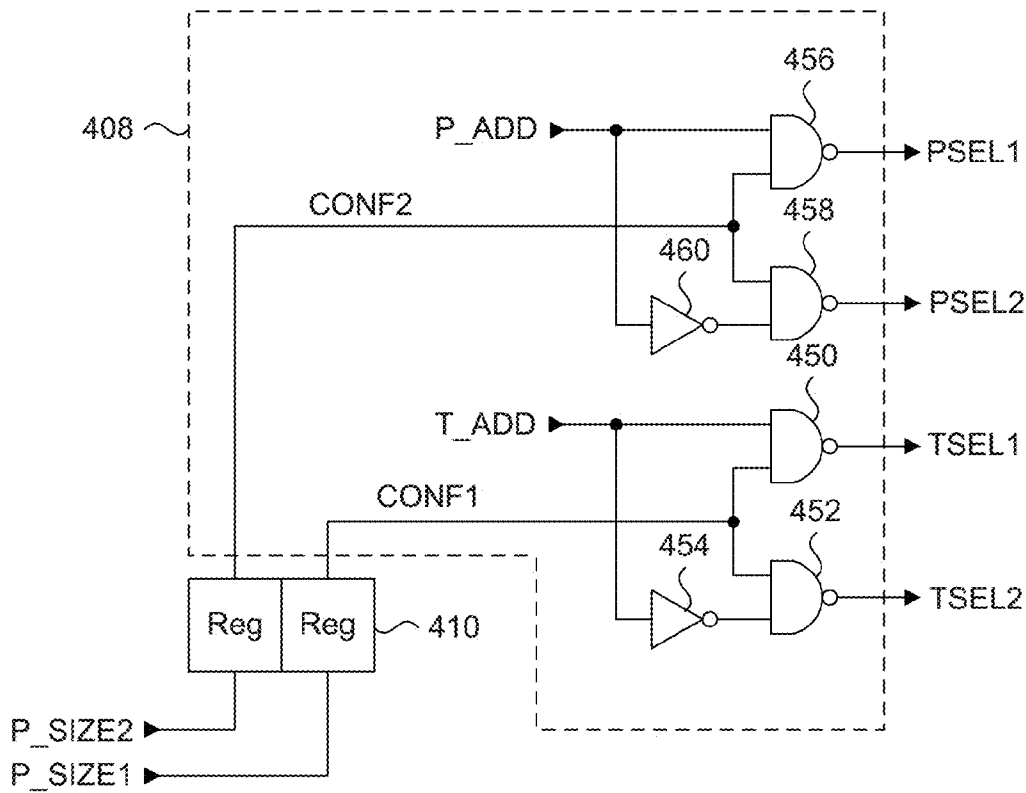 456
408
P_ADD
PSEL1
CONF2
458
460
PSEL2
450
T_ADD
TSEL1
CONF1
452
454
TSEL2
Reg
Reg
410
P_SIZE2
P_SIZE1